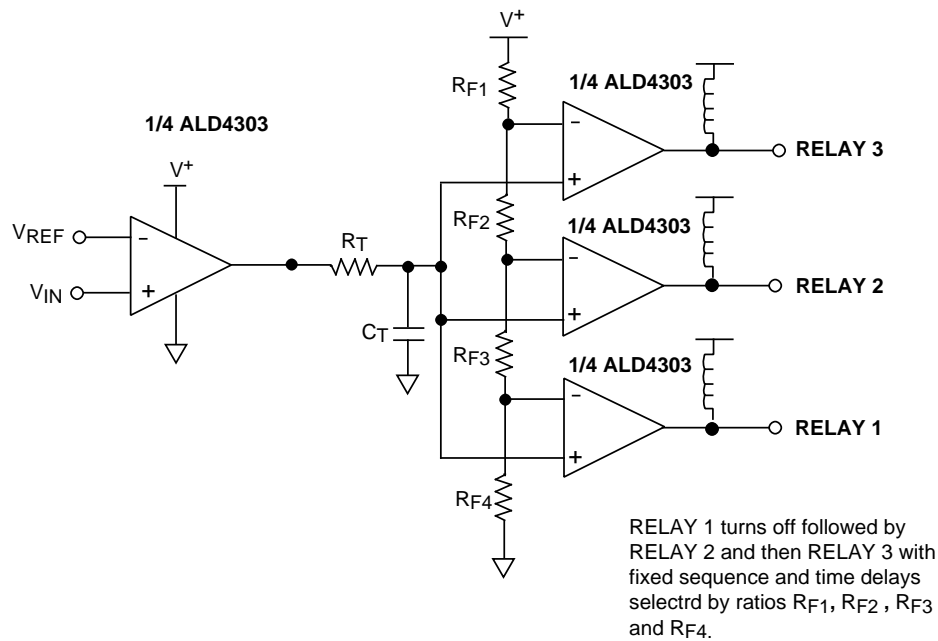 V+
RF1
1/4 ALD4303
RELAY 3
1/4 ALD4303
V+
VREF
VIN
−
+
RT
CT
−
+
RF2
1/4 ALD4303
−
+
RELAY 2
RF3
1/4 ALD4303
−
+
RELAY 1
RF4
RELAY 1 turns off followed by
RELAY 2 and then RELAY 3 with
fixed sequence and time delays
selectrd by ratios RF1, RF2 , RF3
and RF4.